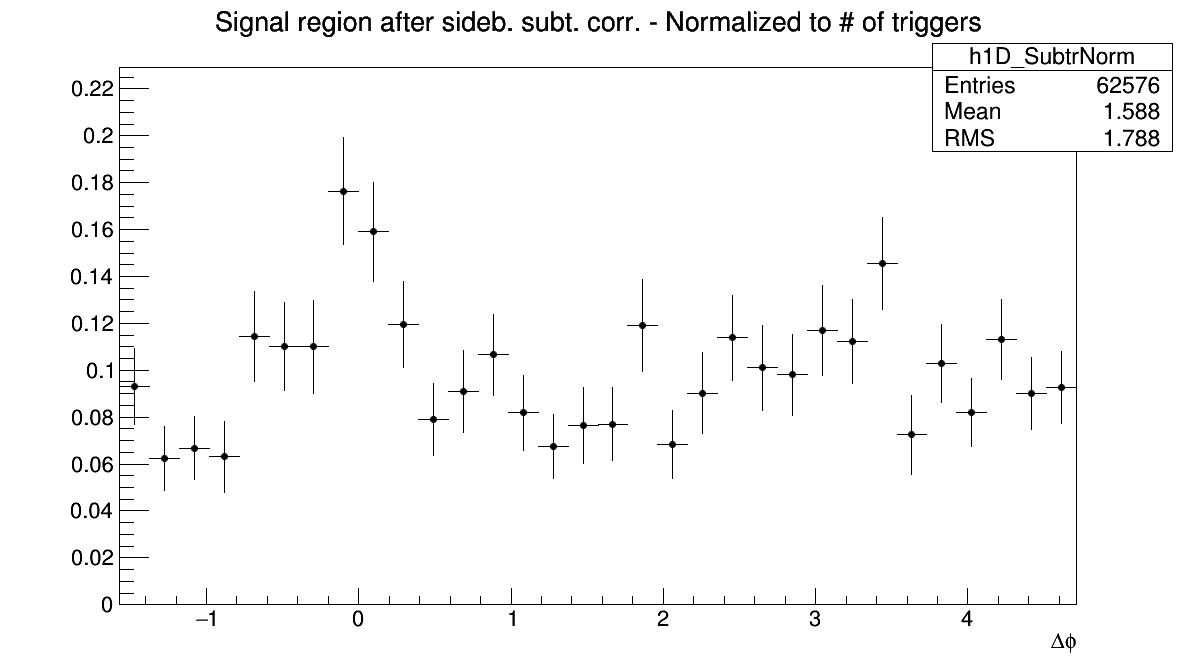 Signal region after sideb. subt. corr. - Normalized to # of triggers
h1D_SubtrNorm
Entries 62576
Mean 1.588
RMS 1.788
0.22
0.2
0.18
0.16
0.14
0.12
0.1
0.08
0.06
0.04
0.02
0
−1 0 1 2 3 4
Δϕ